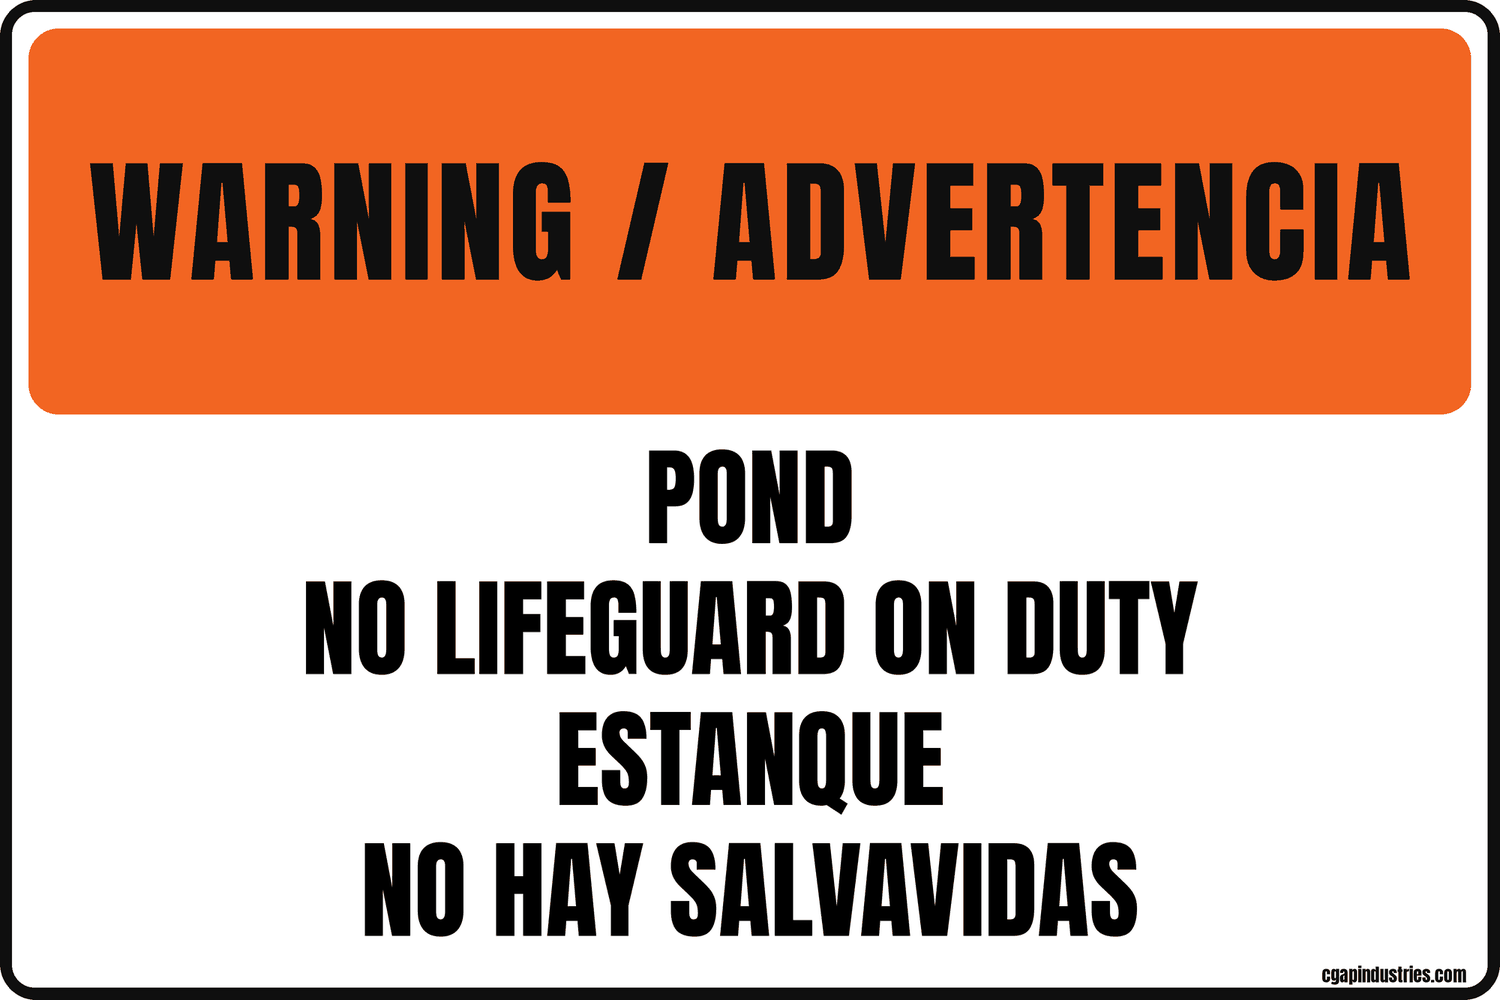 WARNING / ADVERTENCIA
POND
NO LIFEGUARD ON DUTY
ESTANQUE
NO HAY SALVAVIDAS
cgapindustries.com